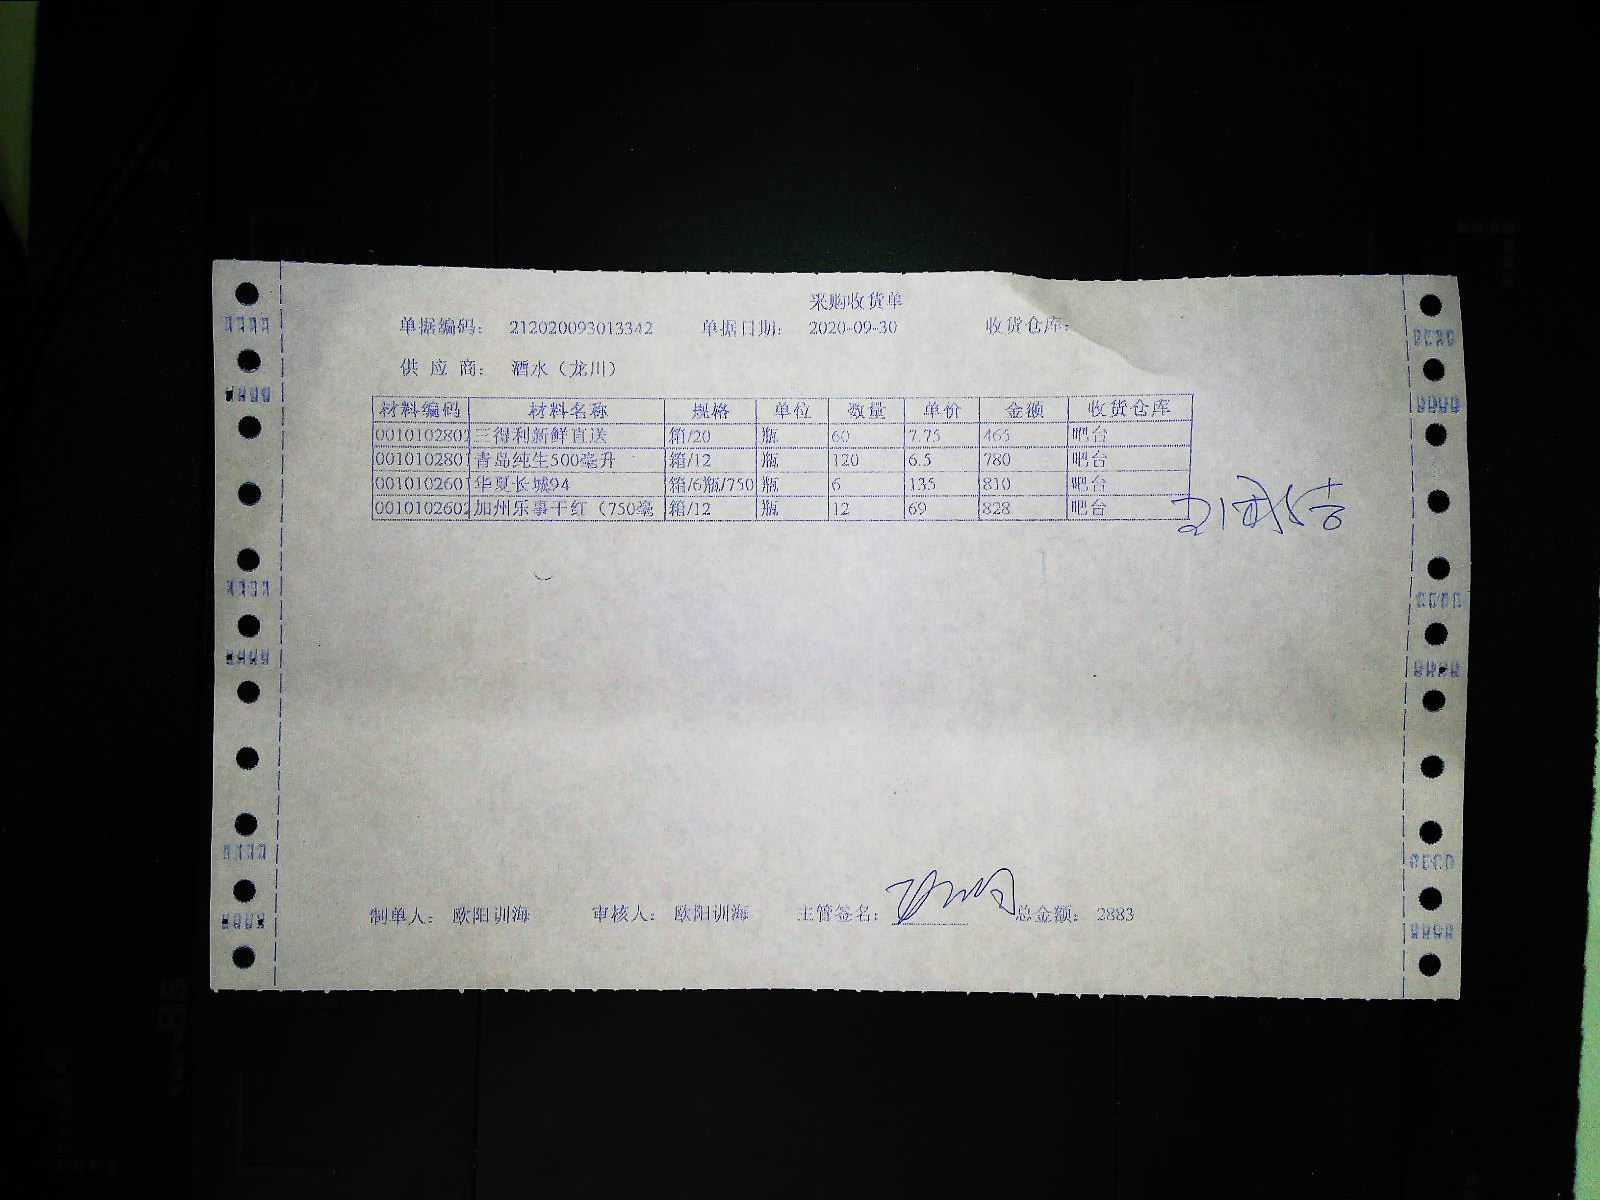 采购收货单
单据编码： 212020093013342 单据日期： 2020-09-30 收货仓库：
供 应 商： 酒水（龙川）
材料编码 材料名称 规格 单位 数量 单价 金额 收货仓库
0010102802 三得利新鲜直送 箱/20 瓶 60 7.75 465 吧台
0010102801 青岛纯生500毫升 箱/12 瓶 120 6.5 780 吧台
0010102601 华夏长城94 箱/6瓶/750 瓶 6 135 810 吧台
0010102602 加州乐事干红（750毫 箱/12 瓶 12 69 828 吧台
制单人： 欧阳训海 审核人： 欧阳训海 主管签名： 总金额： 2883